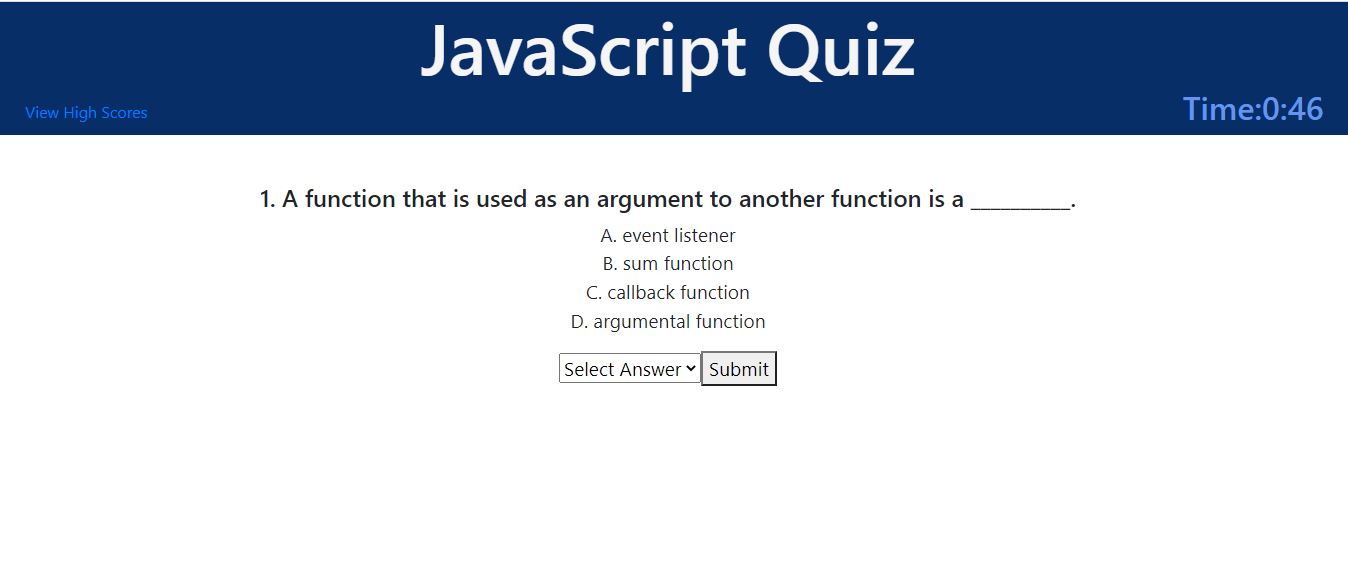 JavaScript Quiz
View High Scores
Time:0:46
1. A function that is used as an argument to another function is a __________.
A. event listener
B. sum function
C. callback function
D. argumental function
Select Answer
Submit